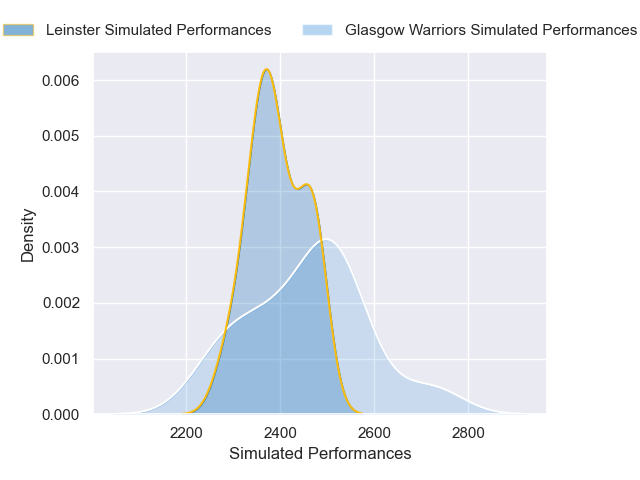 Leinster Simulated Performances Glasgow Warriors Simulated Performances
0.006
0.005
0.004
0.003
0.002
0.001
0.000
Density
2200 2400 2600 2800
Simulated Performances